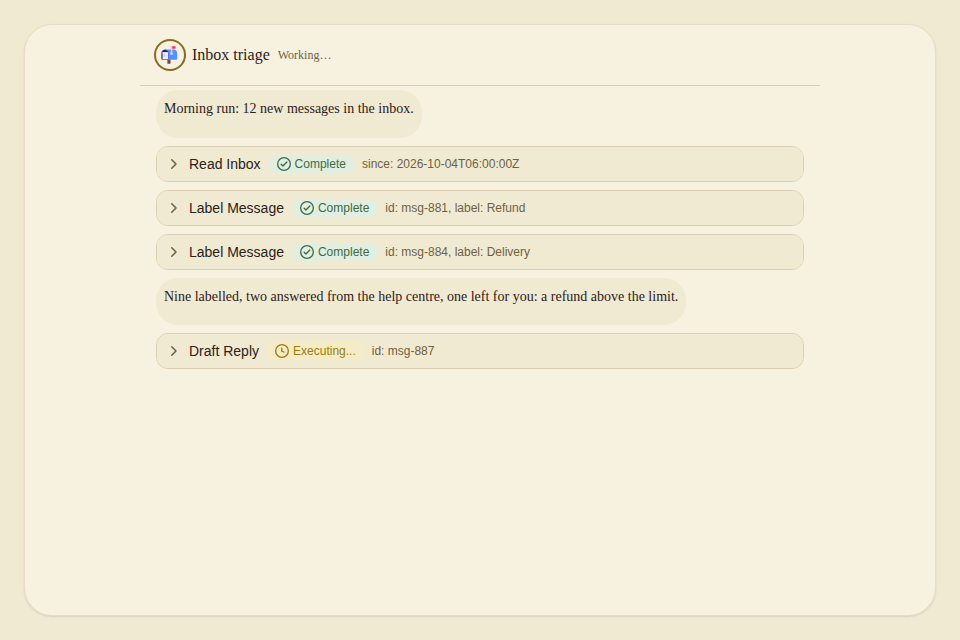 Inbox triage Working…
Morning run: 12 new messages in the inbox.
Read Inbox Complete since: 2026-10-04T06:00:00Z
Label Message Complete id: msg-881, label: Refund
Label Message Complete id: msg-884, label: Delivery
Nine labelled, two answered from the help centre, one left for you: a refund above the limit.
Draft Reply Executing... id: msg-887